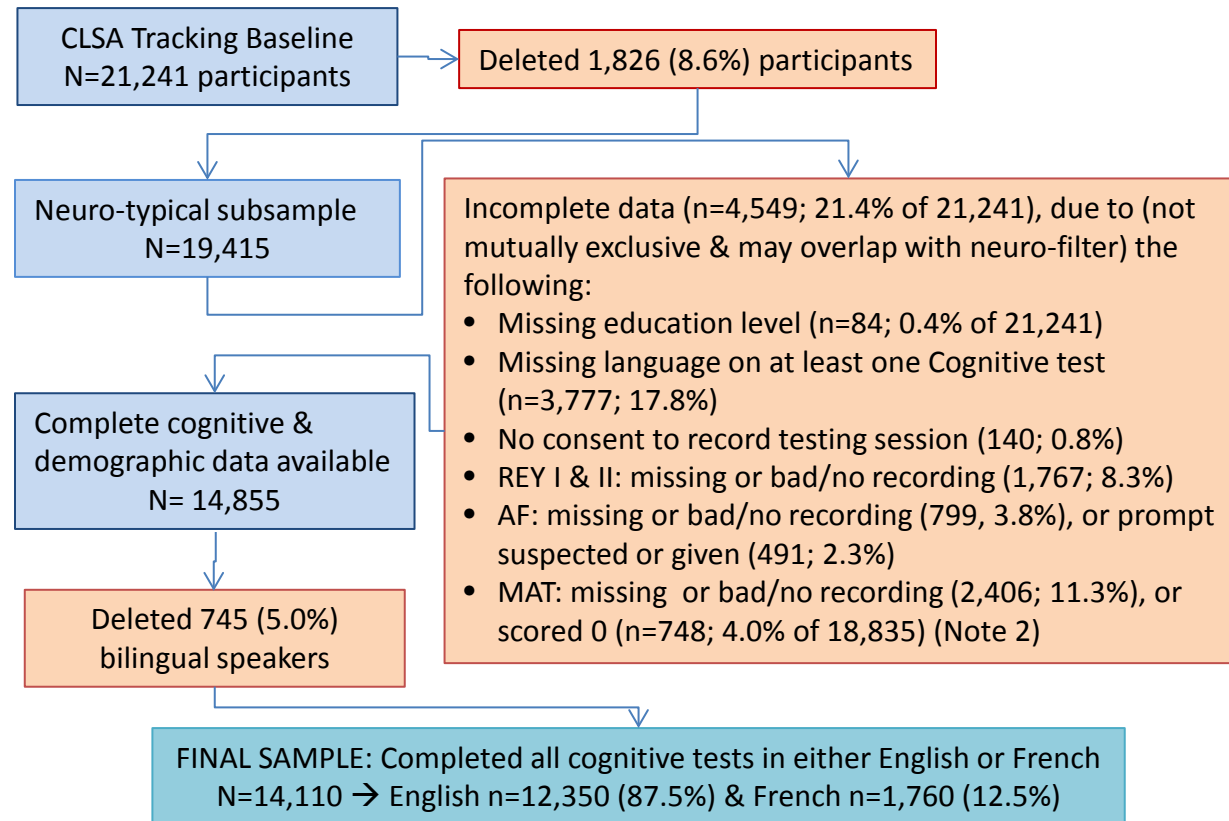 CLSA Tracking Baseline
N=21,241 participants
Deleted 1,826 (8.6%) participants
Neuro-typical subsample
N=19,415
Incomplete data (n=4,549; 21.4% of 21,241), due to (not
mutually exclusive & may overlap with neuro-filter) the
following:
• Missing education level (n=84; 0.4% of 21,241)
• Missing language on at least one Cognitive test
(n=3,777; 17.8%)
• No consent to record testing session (140; 0.8%)
• REY I & II: missing or bad/no recording (1,767; 8.3%)
• AF: missing or bad/no recording (799, 3.8%), or prompt
suspected or given (491; 2.3%)
• MAT: missing or bad/no recording (2,406; 11.3%), or
scored 0 (n=748; 4.0% of 18,835) (Note 2)
Complete cognitive &
demographic data available
N= 14,855
Deleted 745 (5.0%)
bilingual speakers
FINAL SAMPLE: Completed all cognitive tests in either English or French
N=14,110 → English n=12,350 (87.5%) & French n=1,760 (12.5%)